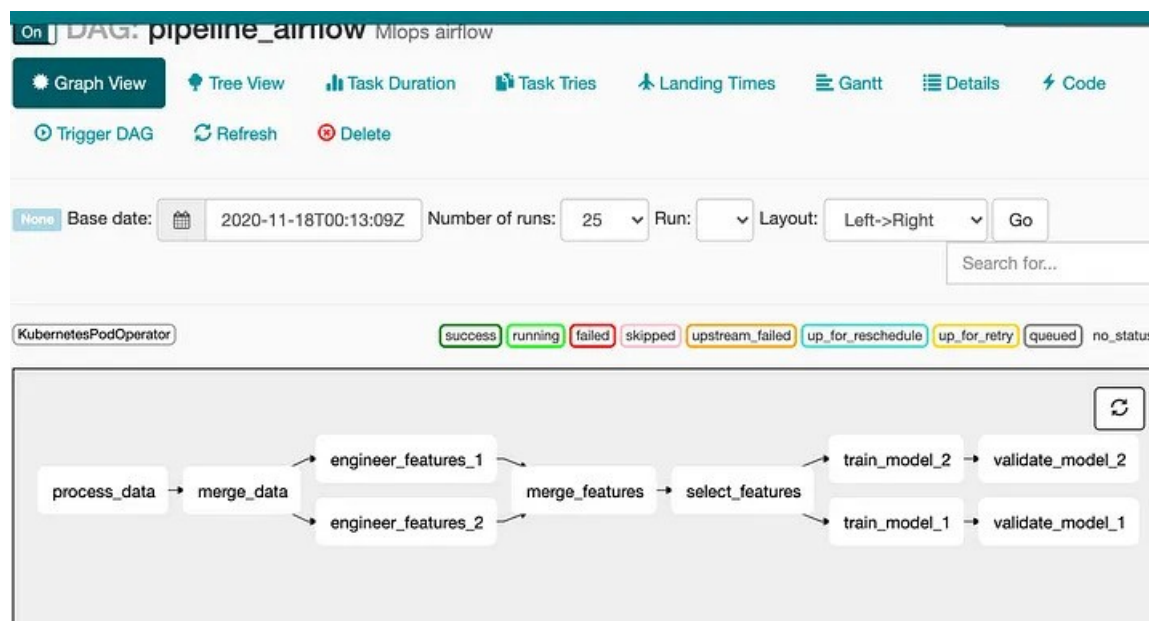 On DAG: pipeline_airflow Mlops airflow
Graph View Tree View Task Duration Task Tries Landing Times Gantt Details Code
Trigger DAG Refresh Delete
None Base date: 2020-11-18T00:13:09Z Number of runs: 25 Run: Layout: Left->Right Go
Search for...
KubernetesPodOperator success running failed skipped upstream_failed up_for_reschedule up_for_retry queued no_status
engineer_features_1 train_model_2 validate_model_2
process_data merge_data merge_features select_features
engineer_features_2 train_model_1 validate_model_1